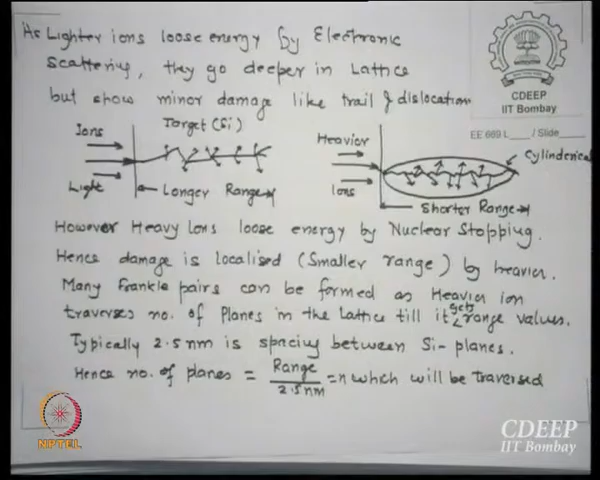 As Lighter ions loose energy by Electronic
Scattering, they go deeper in Lattice
but show minor damage like trail & dislocation
CDEEP
IIT Bombay
EE 669 L___/ Slide____
Ions
Target (Si)
Light
Longer Range
Heavier
Ions
Cylinderical
Shorter Range
However Heavy Ions loose energy by Nuclear Stopping.
Hence damage is localised (Smaller range) by heavier.
Many Frankle pairs can be formed as Heavier ion
traverses no. of Planes in the lattice till it gets range values.
Typically 2.5 nm is spacing between Si-planes.
Hence no. of planes = Range / 2.5 nm = n which will be traversed
NPTEL
CDEEP
IIT Bombay